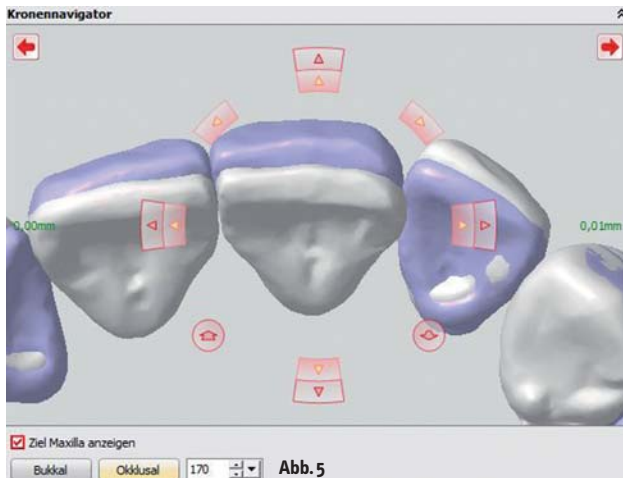 Kronennavigator
0,00mm
0,01mm
Ziel Maxilla anzeigen
Bukkal Okklusal 170 Abb. 5